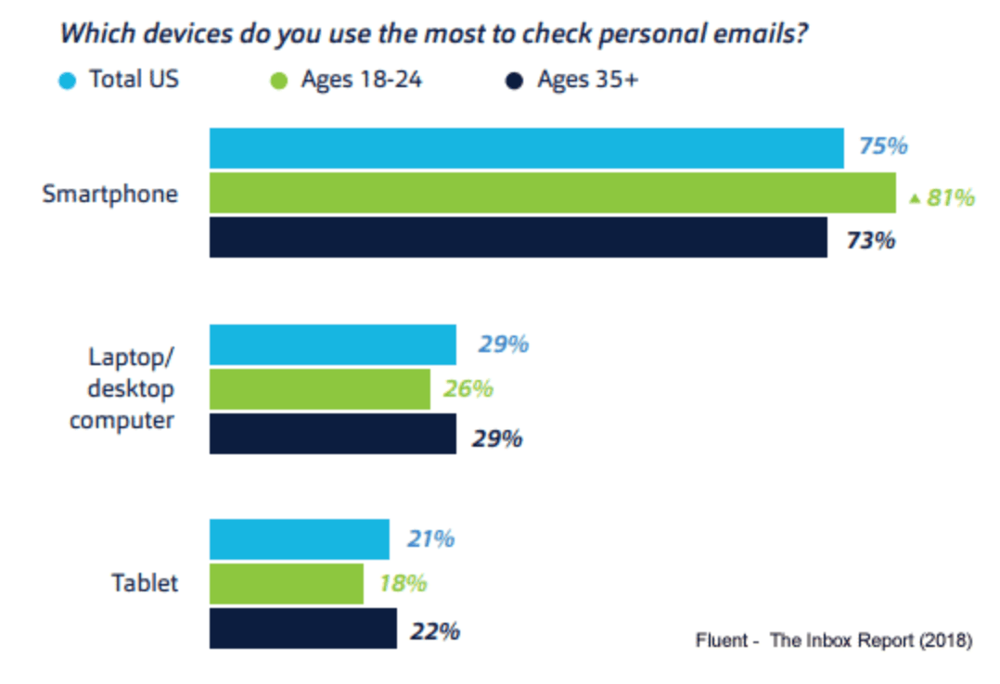 Which devices do you use the most to check personal emails?
Total US Ages 18-24 Ages 35+
Smartphone
75%
▲ 81%
73%
Laptop/
desktop
computer
29%
26%
29%
Tablet
21%
18%
22%
Fluent - The Inbox Report (2018)